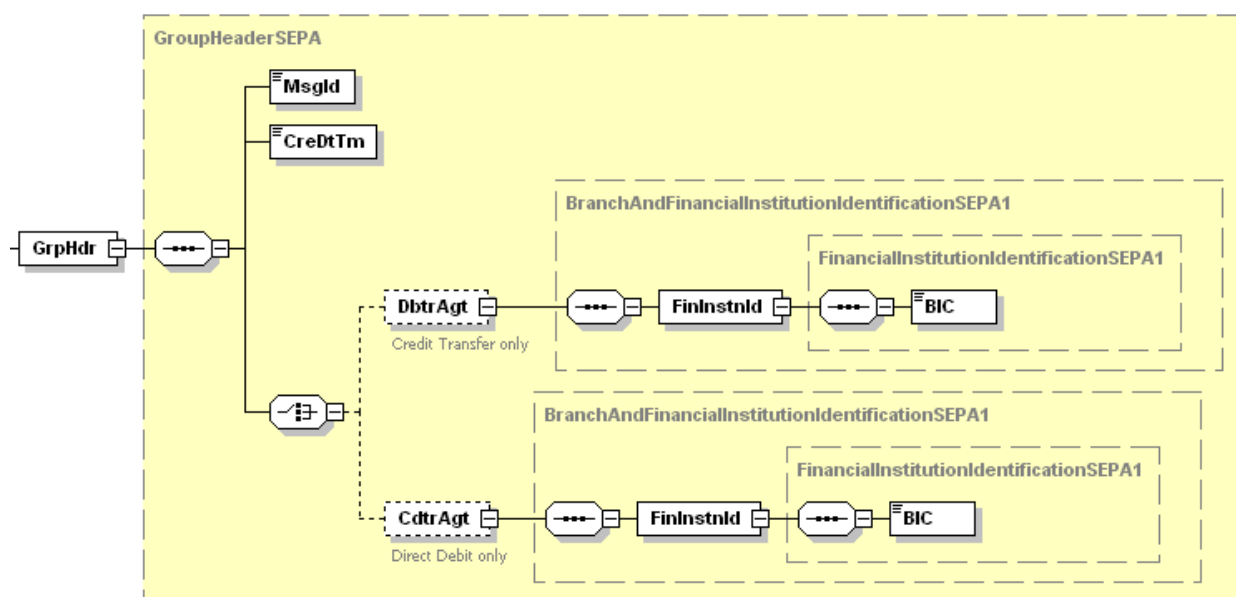 GroupHeaderSEPA
MsgId
CreDtTm
BranchAndFinancialInstitutionIdentificationSEPA1
FinancialInstitutionIdentificationSEPA1
GrpHdr
DbtrAgt
FinInstnId
BIC
Credit Transfer only
BranchAndFinancialInstitutionIdentificationSEPA1
FinancialInstitutionIdentificationSEPA1
CdtrAgt
FinInstnId
BIC
Direct Debit only